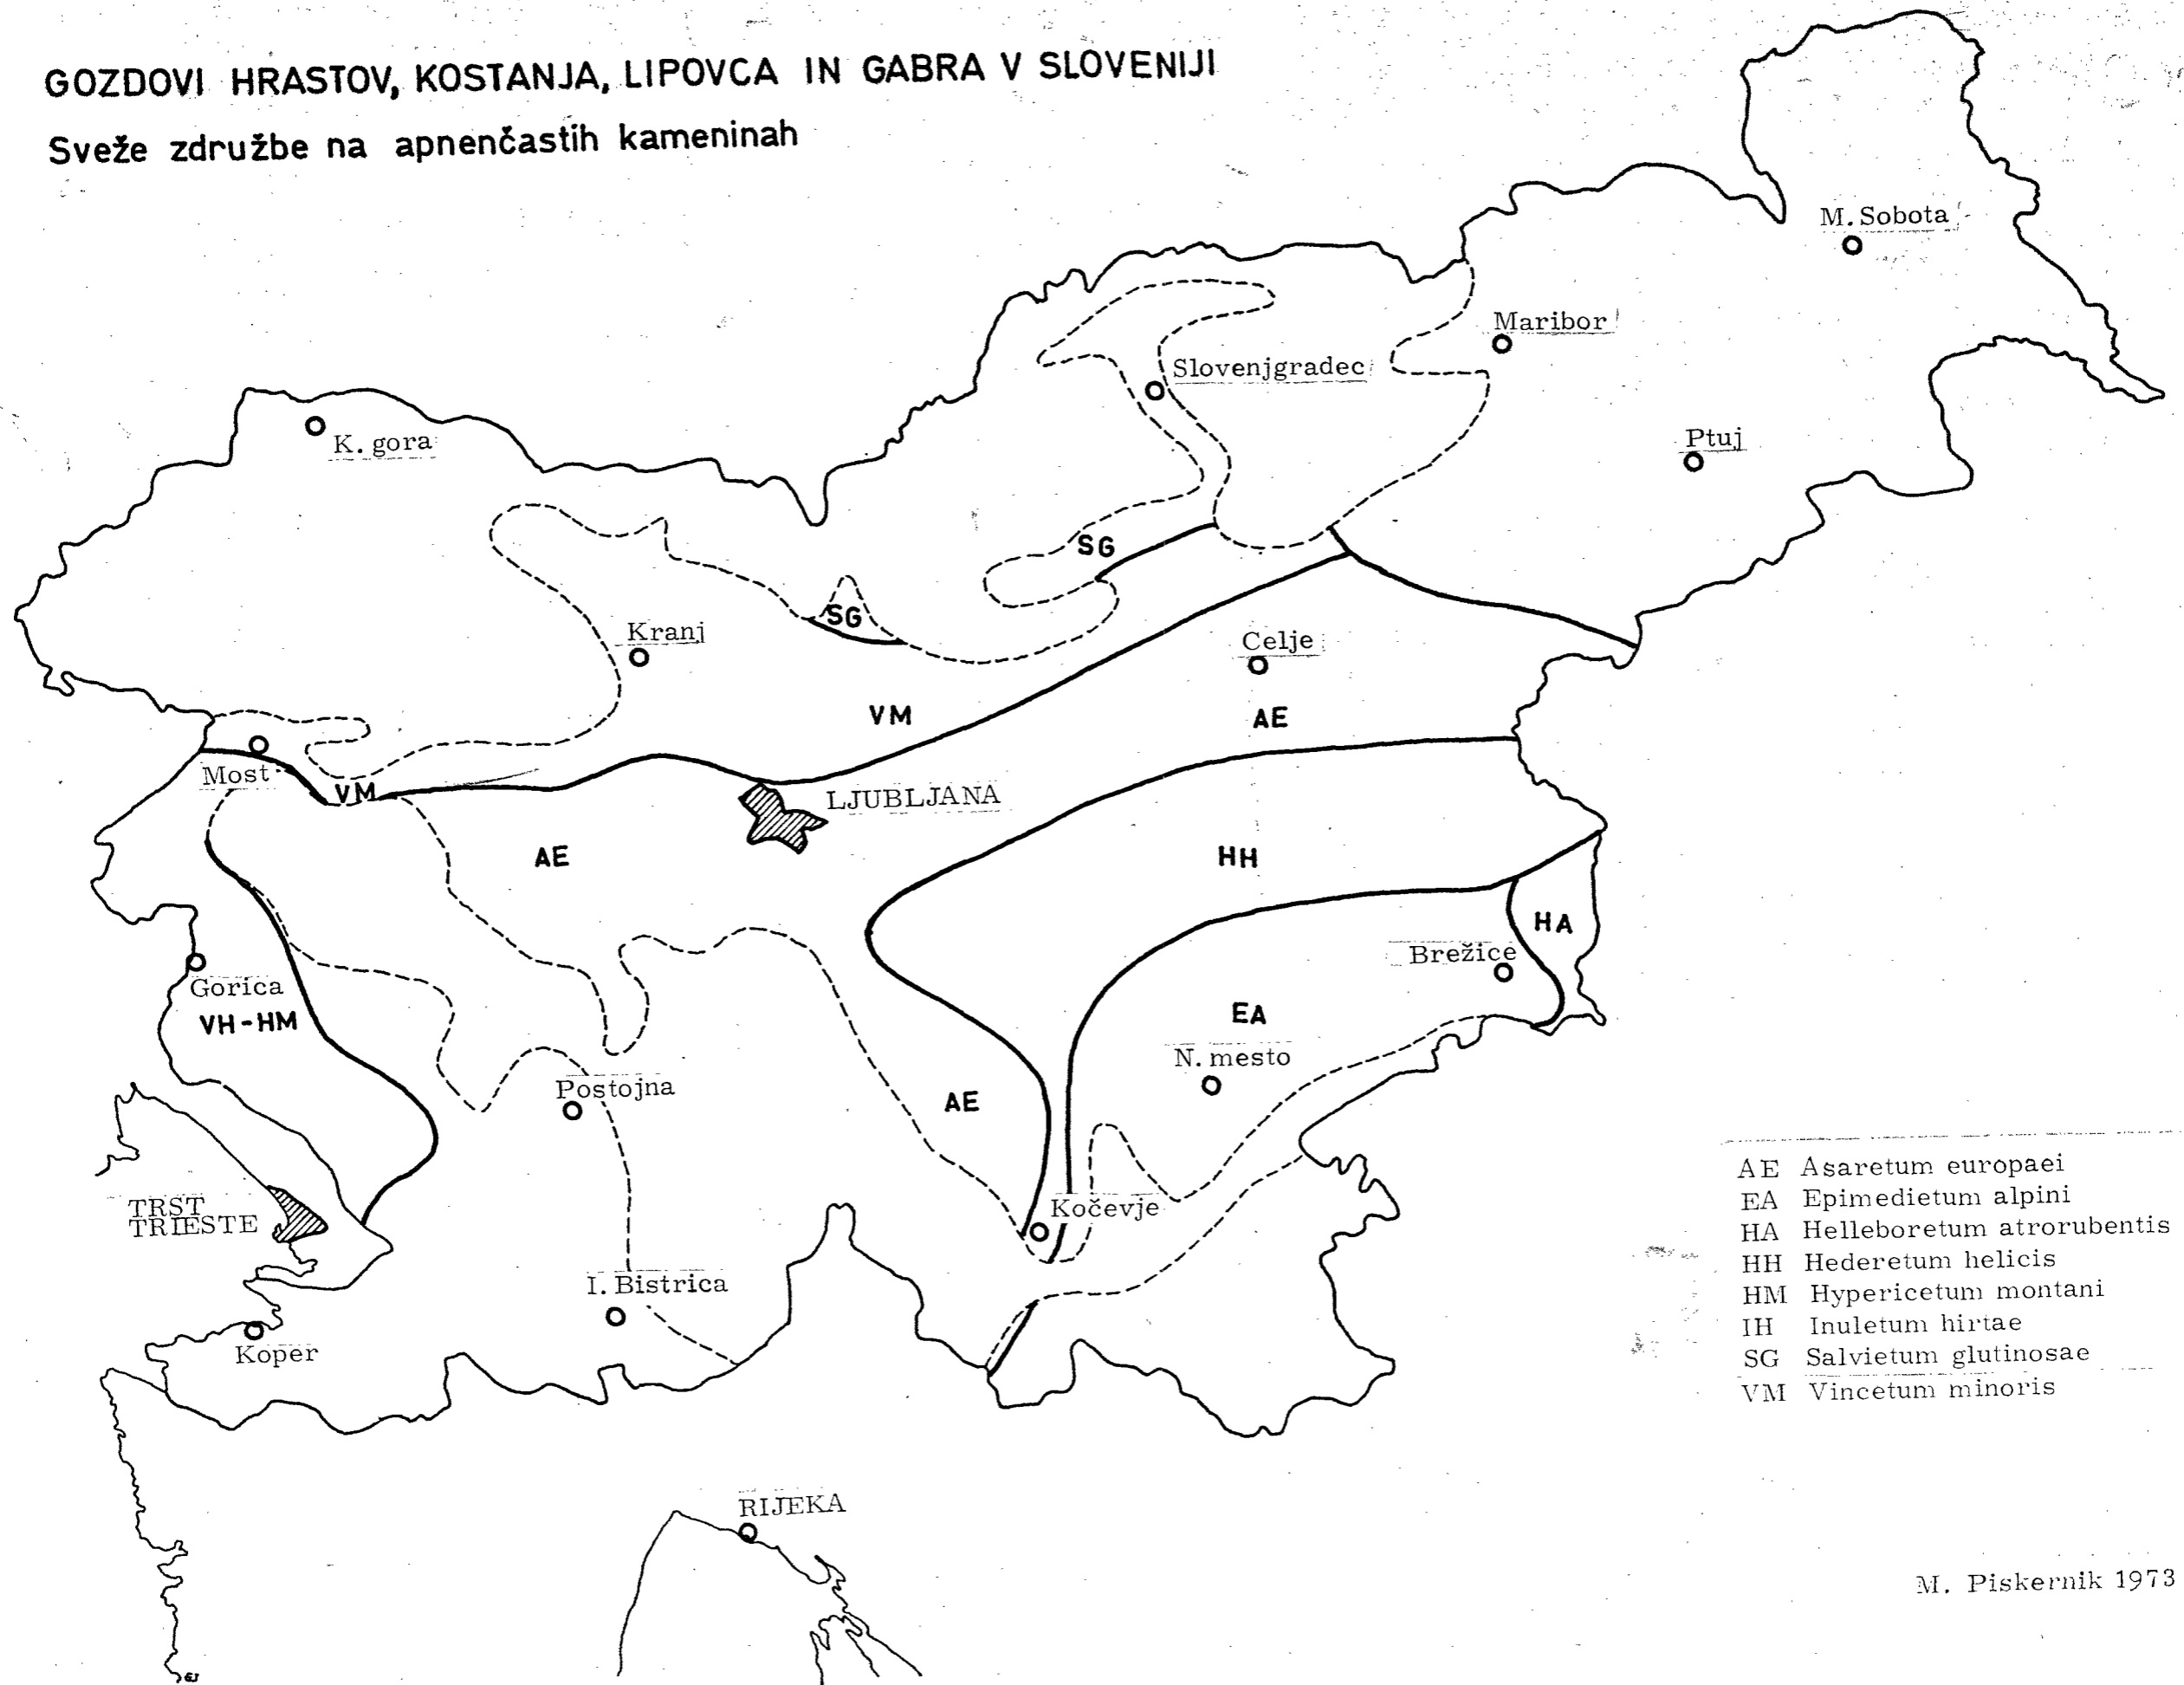 GOZDOVI HRASTOV, KOSTANJA, LIPOVCA IN GABRA V SLOVENIJI
Sveže združbe na apnenčastih kameninah
M. Sobota
Maribor
Slovenjgradec
K. gora
Ptuj
SG
SG
Kranj
Celje
VM
AE
Most
VM
LJUBLJANA
AE
HH
HA
Brežice
Gorica
VH-HM
EA
N. mesto
Postojna
AE
Kočevje
TRST
TRIESTE
I. Bistrica
Koper
RIJEKA
AE Asaretum europaei
EA Epimedietum alpini
HA Helleboretum atrorubentis
HH Hederetum helicis
HM Hypericetum montani
IH Inuletum hirtae
SG Salvietum glutinosae
VM Vincetum minoris
M. Piskernik 1973